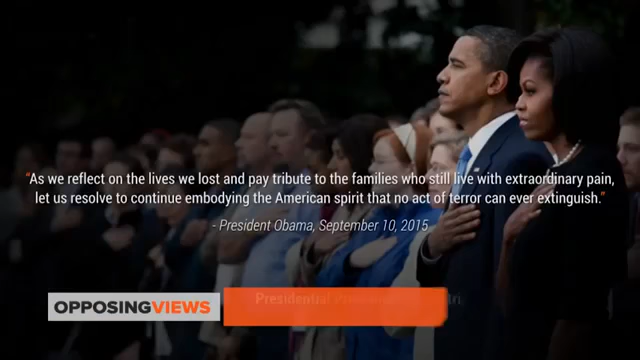 "As we reflect on the lives we lost and pay tribute to the families who still live with extraordinary pain,
let us resolve to continue embodying the American spirit that no act of terror can ever extinguish."
- President Obama, September 10, 2015
OPPOSINGVIEWS
Presidential